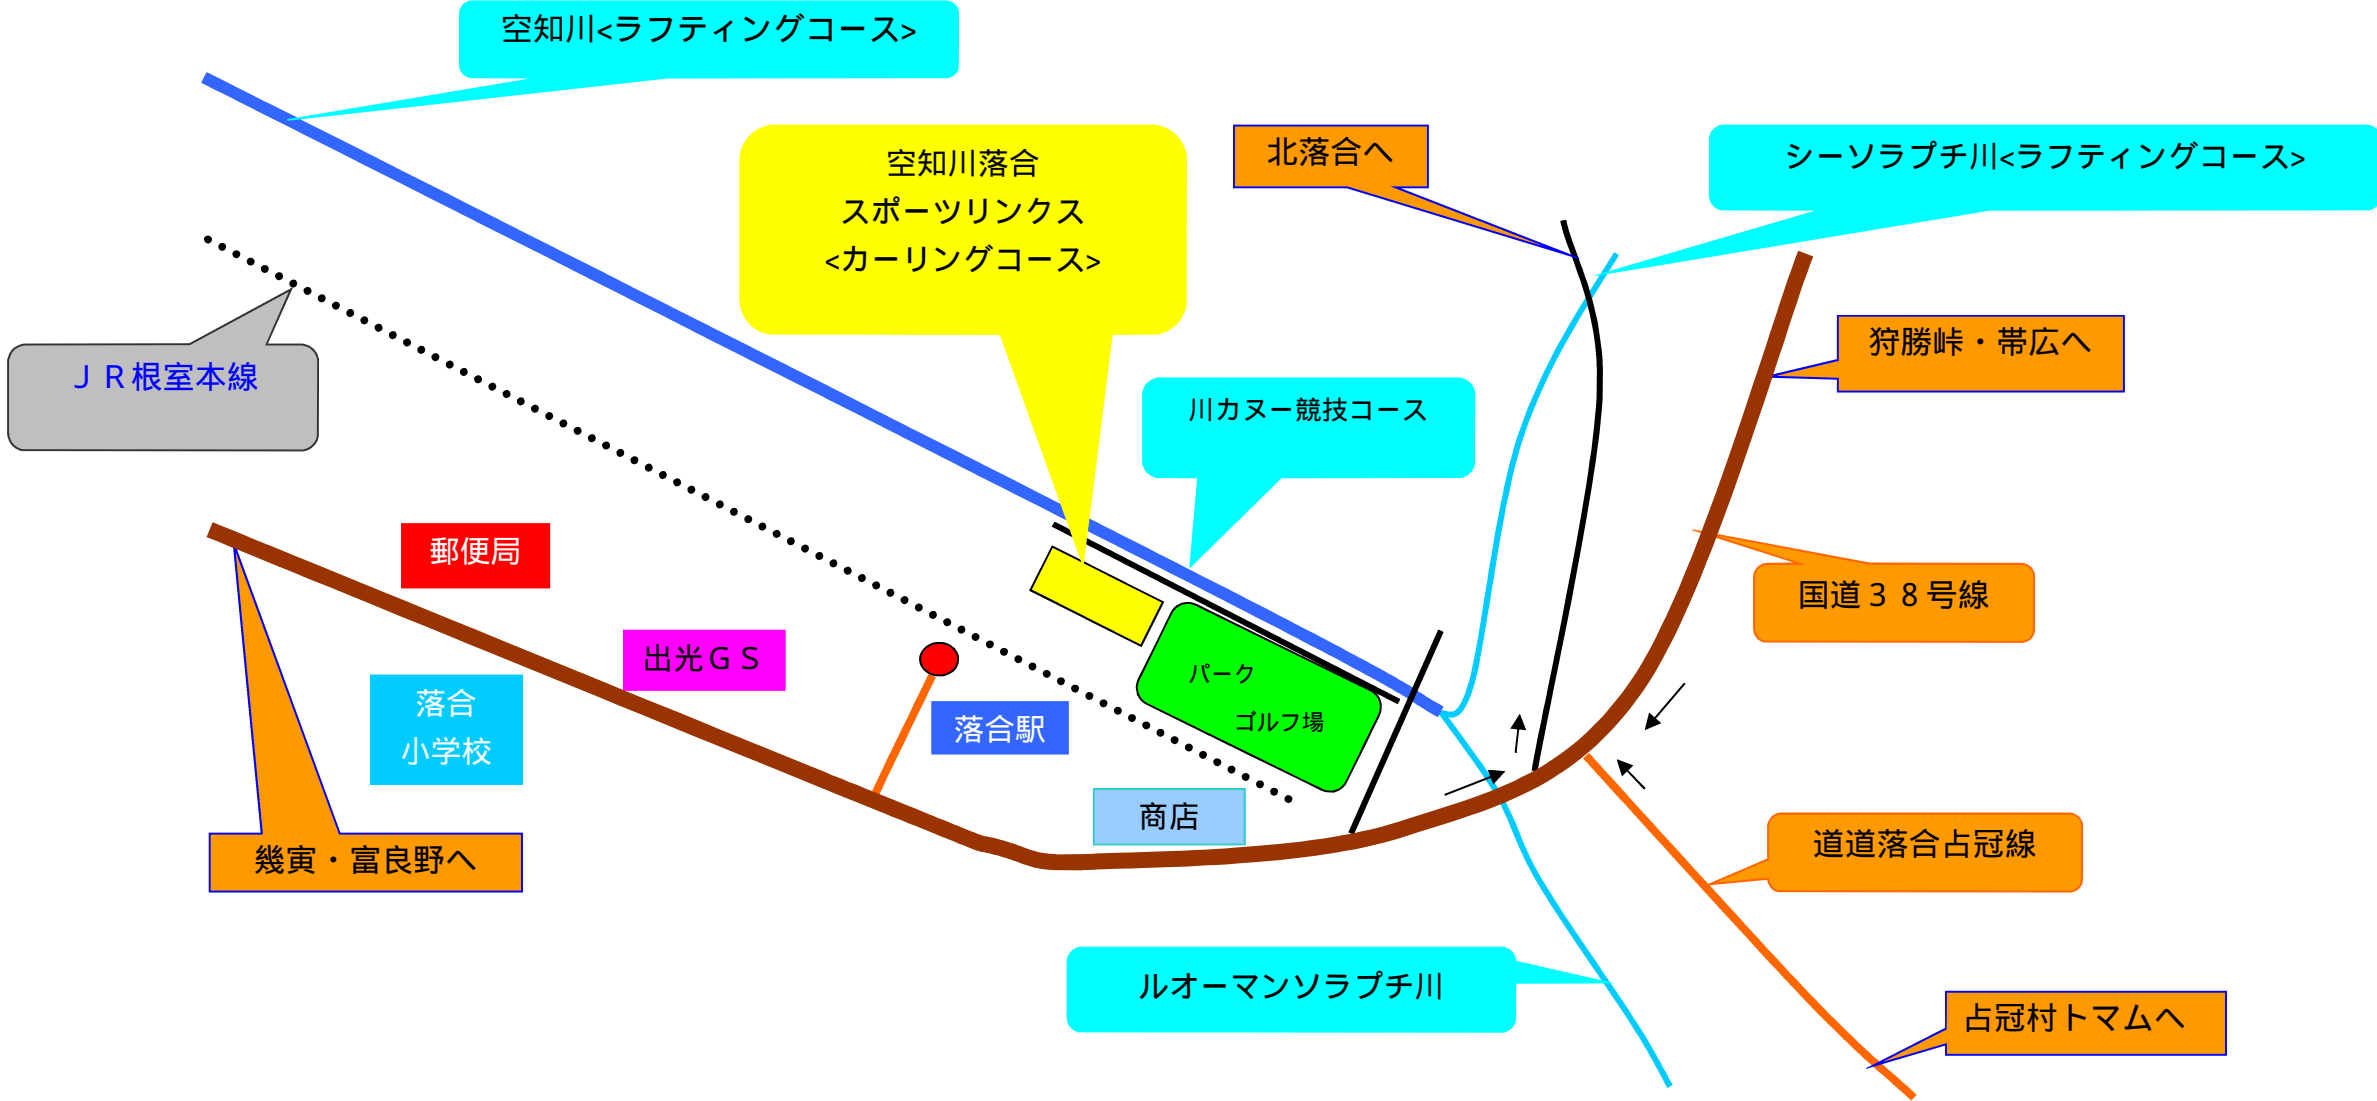 空知川<ラフティングコース>
空知川落合
スポーツリンクス
<カーリングコース>
北落合へ
シーソラプチ川<ラフティングコース>
狩勝峠・帯広へ
ＪＲ根室本線
川カヌー競技コース
郵便局
国道３８号線
出光ＧＳ
パーク
ゴルフ場
落合
小学校
落合駅
商店
幾寅・富良野へ
道道落合占冠線
ルオーマンソラプチ川
占冠村トマムへ